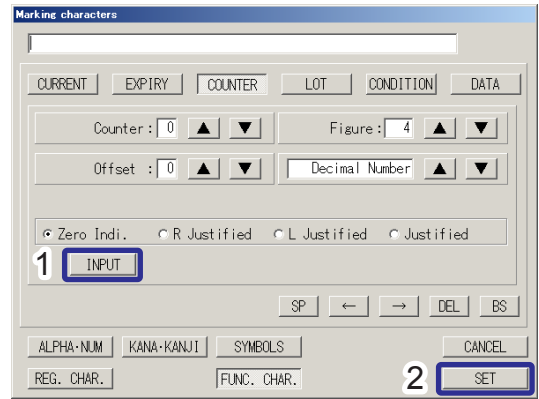 Marking characters
CURRENT EXPIRY COUNTER LOT CONDITION DATA
Counter : 0 ▲ ▼ Figure : 4 ▲ ▼
Offset : 0 ▲ ▼ Decimal Number ▲ ▼
Zero Indi. R Justified L Justified Justified
1 INPUT
SP ← → DEL BS
ALPHA･NUM KANA･KANJI SYMBOLS CANCEL
REG. CHAR. FUNC. CHAR. 2 SET